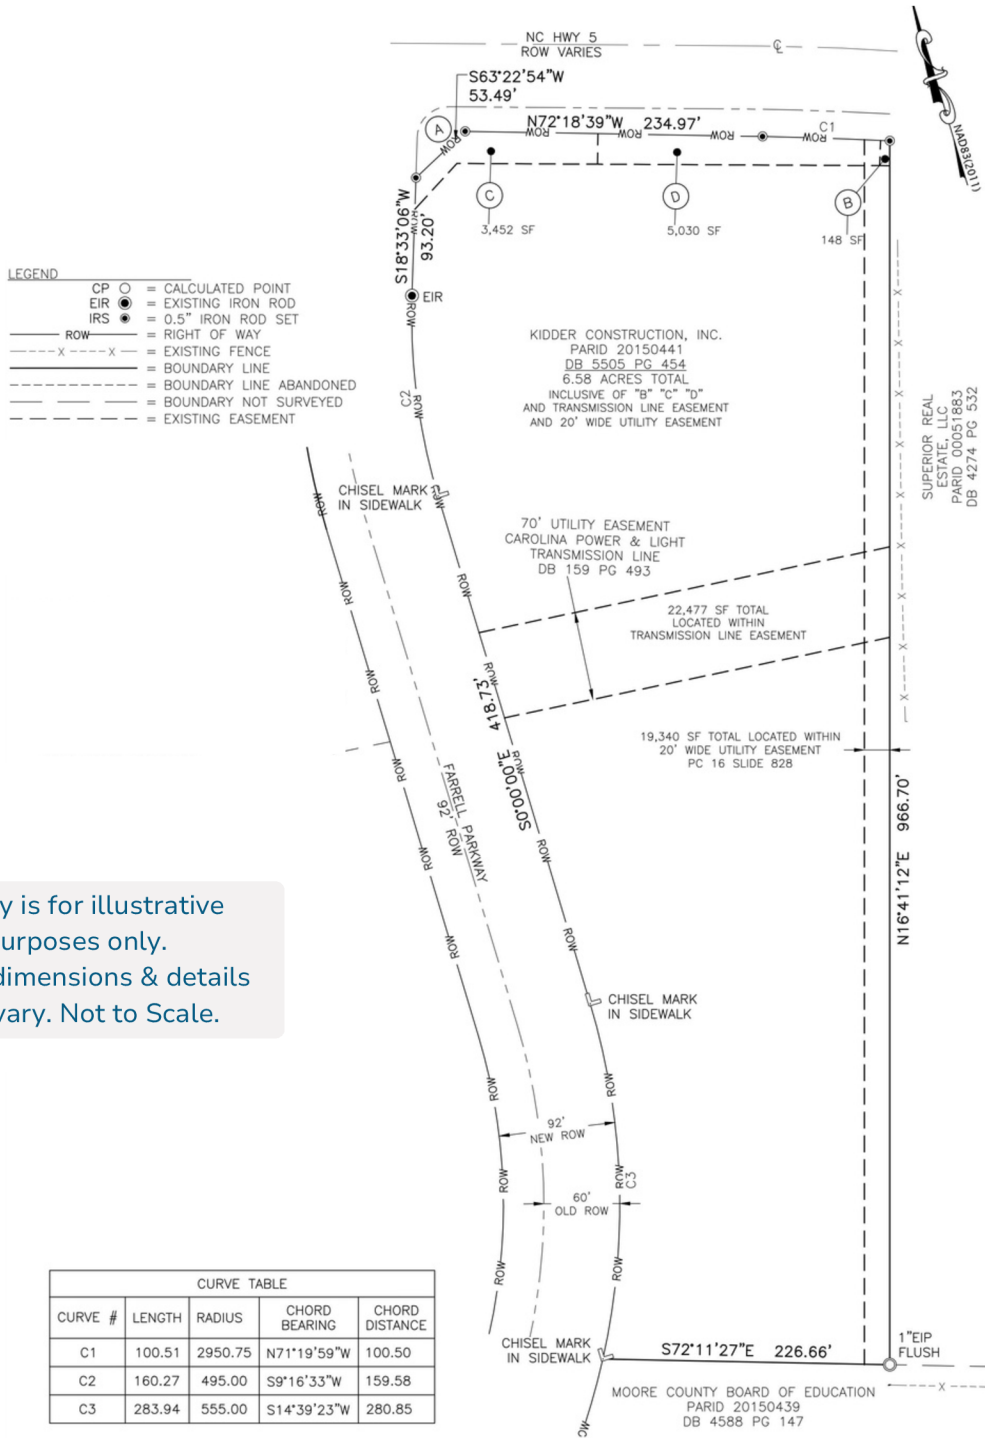 NC HWY 5
ROW VARIES
S63°22'54"W
53.49'
A
N72°18'39"W 234.97'
ROW ROW ROW ROW
C1
ROW
NAD83(2011)
C
3,452 SF
D
5,030 SF
B
148 SF
S18°33'06"W
93.20'
ROW
EIR
ROW
LEGEND
CP = CALCULATED POINT
EIR = EXISTING IRON ROD
IRS = 0.5" IRON ROD SET
ROW = RIGHT OF WAY
X X = EXISTING FENCE
= BOUNDARY LINE
= BOUNDARY LINE ABANDONED
= BOUNDARY NOT SURVEYED
= EXISTING EASEMENT
KIDDER CONSTRUCTION, INC.
PARID 20150441
DB 5505 PG 454
6.58 ACRES TOTAL
INCLUSIVE OF "B" "C" "D"
AND TRANSMISSION LINE EASEMENT
AND 20' WIDE UTILITY EASEMENT
C2
ROW
SUPERIOR REAL
ESTATE, LLC
PARID 00051883
DB 4274 PG 532
CHISEL MARK
IN SIDEWALK
70' UTILITY EASEMENT
CAROLINA POWER & LIGHT
TRANSMISSION LINE
DB 159 PG 493
22,477 SF TOTAL
LOCATED WITHIN
TRANSMISSION LINE EASEMENT
S0°00'00"E 418.73'
19,340 SF TOTAL LOCATED WITHIN
20' WIDE UTILITY EASEMENT
PC 16 SLIDE 828
FARRELL PARKWAY
92' ROW
N16°41'12"E 966.70'
y is for illustrative
urposes only.
dimensions & details
vary. Not to Scale.
CHISEL MARK
IN SIDEWALK
92'
NEW ROW
ROW
C3
60'
OLD ROW
CURVE TABLE
CURVE # LENGTH RADIUS CHORD BEARING CHORD DISTANCE
C1 100.51 2950.75 N71°19'59"W 100.50
C2 160.27 495.00 S9°16'33"W 159.58
C3 283.94 555.00 S14°39'23"W 280.85
CHISEL MARK
IN SIDEWALK
S72°11'27"E 226.66'
1"EIP
FLUSH
MOORE COUNTY BOARD OF EDUCATION
PARID 20150439
DB 4588 PG 147